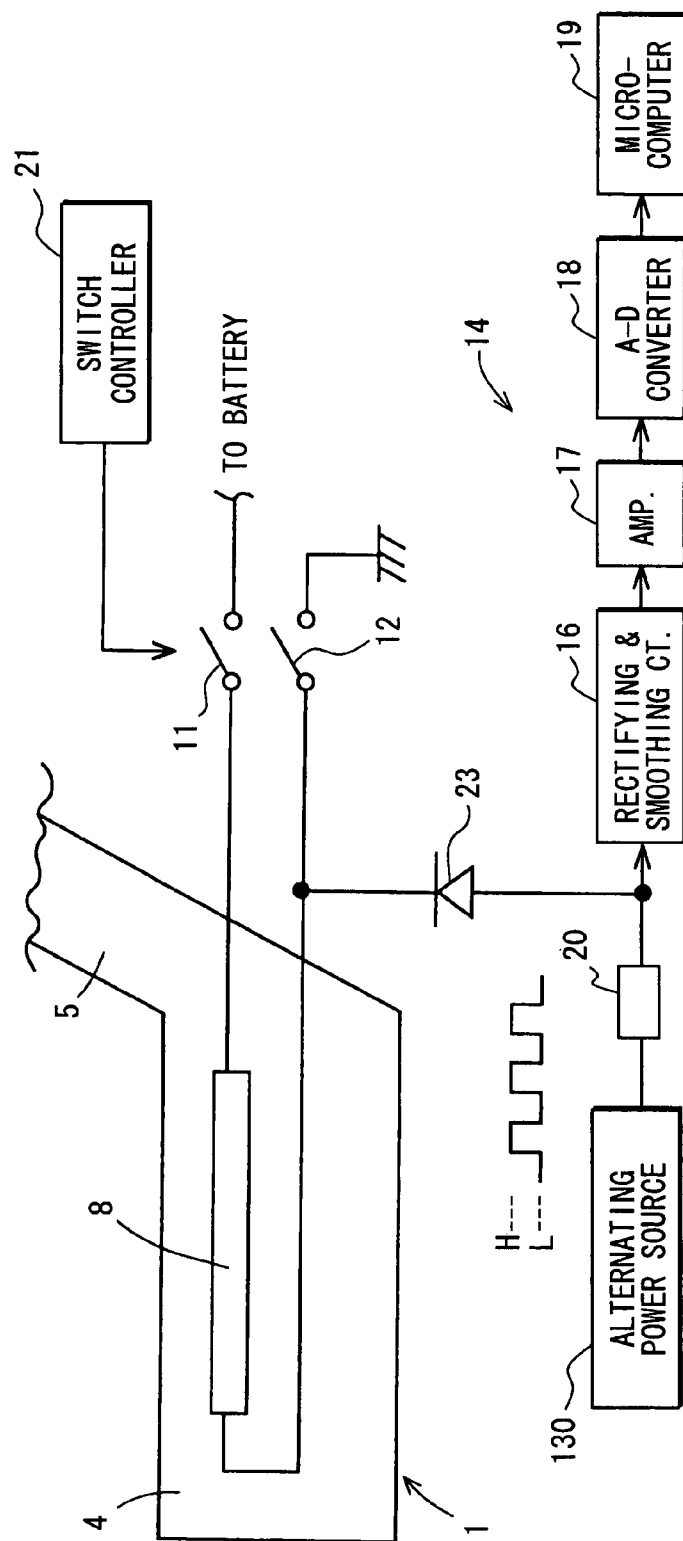 21
SWITCH
CONTROLLER
TO BATTERY
5
11
12
8
4
1
23
14
H
L
130
ALTERNATING
POWER SOURCE
20
16
RECTIFYING &
SMOOTHING CT.
17
AMP.
18
A-D
CONVERTER
19
MICRO-
COMPUTER